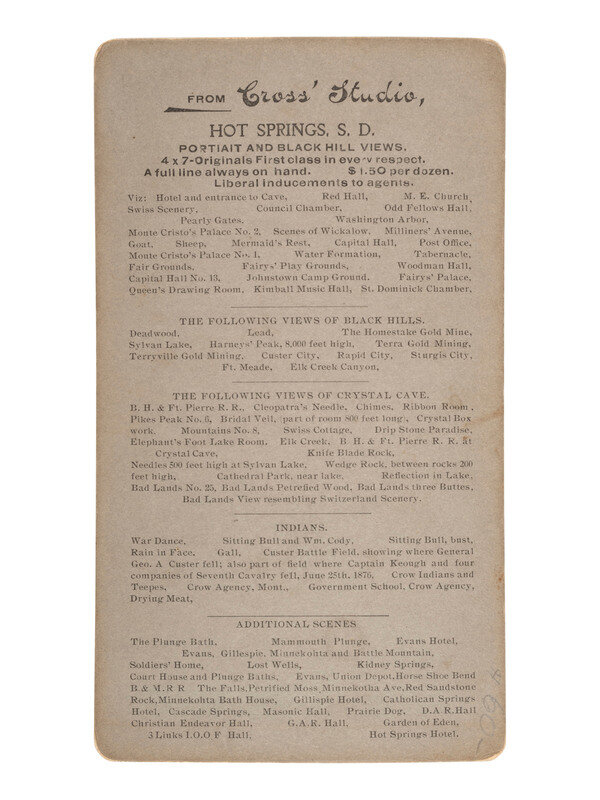 FROM Cross' Studio,
HOT SPRINGS, S. D.
PORTIAIT AND BLACK HILL VIEWS.
4 x 7-Originals First class in every respect.
A full line always on hand. $1.50 per dozen.
Liberal inducements to agents.
Viz: Hotel and entrance to Cave, Red Hall, M. E. Church
Swiss Scenery, Council Chamber, Odd Fellows Hall,
Pearly Gates. Washington Arbor,
Monte Cristo's Palace No. 2, Scenes of Wickalow, Milliners' Avenue,
Goat, Sheep, Mermaid's Rest, Capital Hall, Post Office,
Monte Cristo's Palace No. 1, Water Formation, Tabernacle,
Fair Grounds, Fairys' Play Grounds, Woodman Hall,
Capital Hall No. 13, Johnstown Camp Ground, Fairys' Palace,
Queen's Drawing Room, Kimball Music Hall, St. Dominick Chamber,
THE FOLLOWING VIEWS OF BLACK HILLS.
Deadwood, Lead, The Homestake Gold Mine,
Sylvan Lake, Harneys' Peak, 8,000 feet high, Terra Gold Mining,
Terryville Gold Mining, Custer City, Rapid City, Sturgis City,
Ft. Meade, Elk Creek Canyon,
THE FOLLOWING VIEWS OF CRYSTAL CAVE.
B. H. & Ft. Pierre R. R., Cleopatra's Needle, Chimes, Ribbon Room,
Pikes Peak No. 6, Bridal Veil, part of room 800 feet long, Crystal Box
work, Mountains No. 8, Swiss Cottage, Drip Stone Paradise,
Elephant's Foot Lake Room, Elk Creek, B H. & Ft. Pierre R. R. at
Crystal Cave, Knife Blade Rock,
Needles 500 feet high at Sylvan Lake, Wedge Rock, between rocks 200
feet high, Cathedral Park, near lake, Reflection in Lake,
Bad Lands No. 25, Bad Lands Petrefied Wood, Bad Lands three Buttes,
Bad Lands View resembling Switzerland Scenery.
INDIANS.
War Dance, Sitting Bull and Wm. Cody, Sitting Bull, bust,
Rain in Face, Gall, Custer Battle Field, showing where General
Geo. A Custer fell; also part of field where Captain Keough and four
companies of Seventh Cavalry fell, June 25th, 1876, Crow Indians and
Teepes, Crow Agency, Mont., Government School, Crow Agency,
Drying Meat,
ADDITIONAL SCENES
The Plunge Bath, Mammouth Plunge, Evans Hotel,
Evans, Gillespie, Minnekohta and Battle Mountain,
Soldiers' Home, Lost Wells, Kidney Springs,
Court House and Plunge Baths, Evans, Union Depot, Horse Shoe Bend
B & M. R R The Falls, Petrified Moss Minnekotha Ave, Red Sandstone
Rock, Minnekohta Bath House, Gillisple Hotel, Catholican Springs
Hotel, Cascade Springs, Masonic Hall, Prairie Dog, D.A.R. Hall
Christian Endeavor Hall, G.A.R. Hall, Garden of Eden,
3 Links I.O.O F Hall, Hot Springs Hotel.